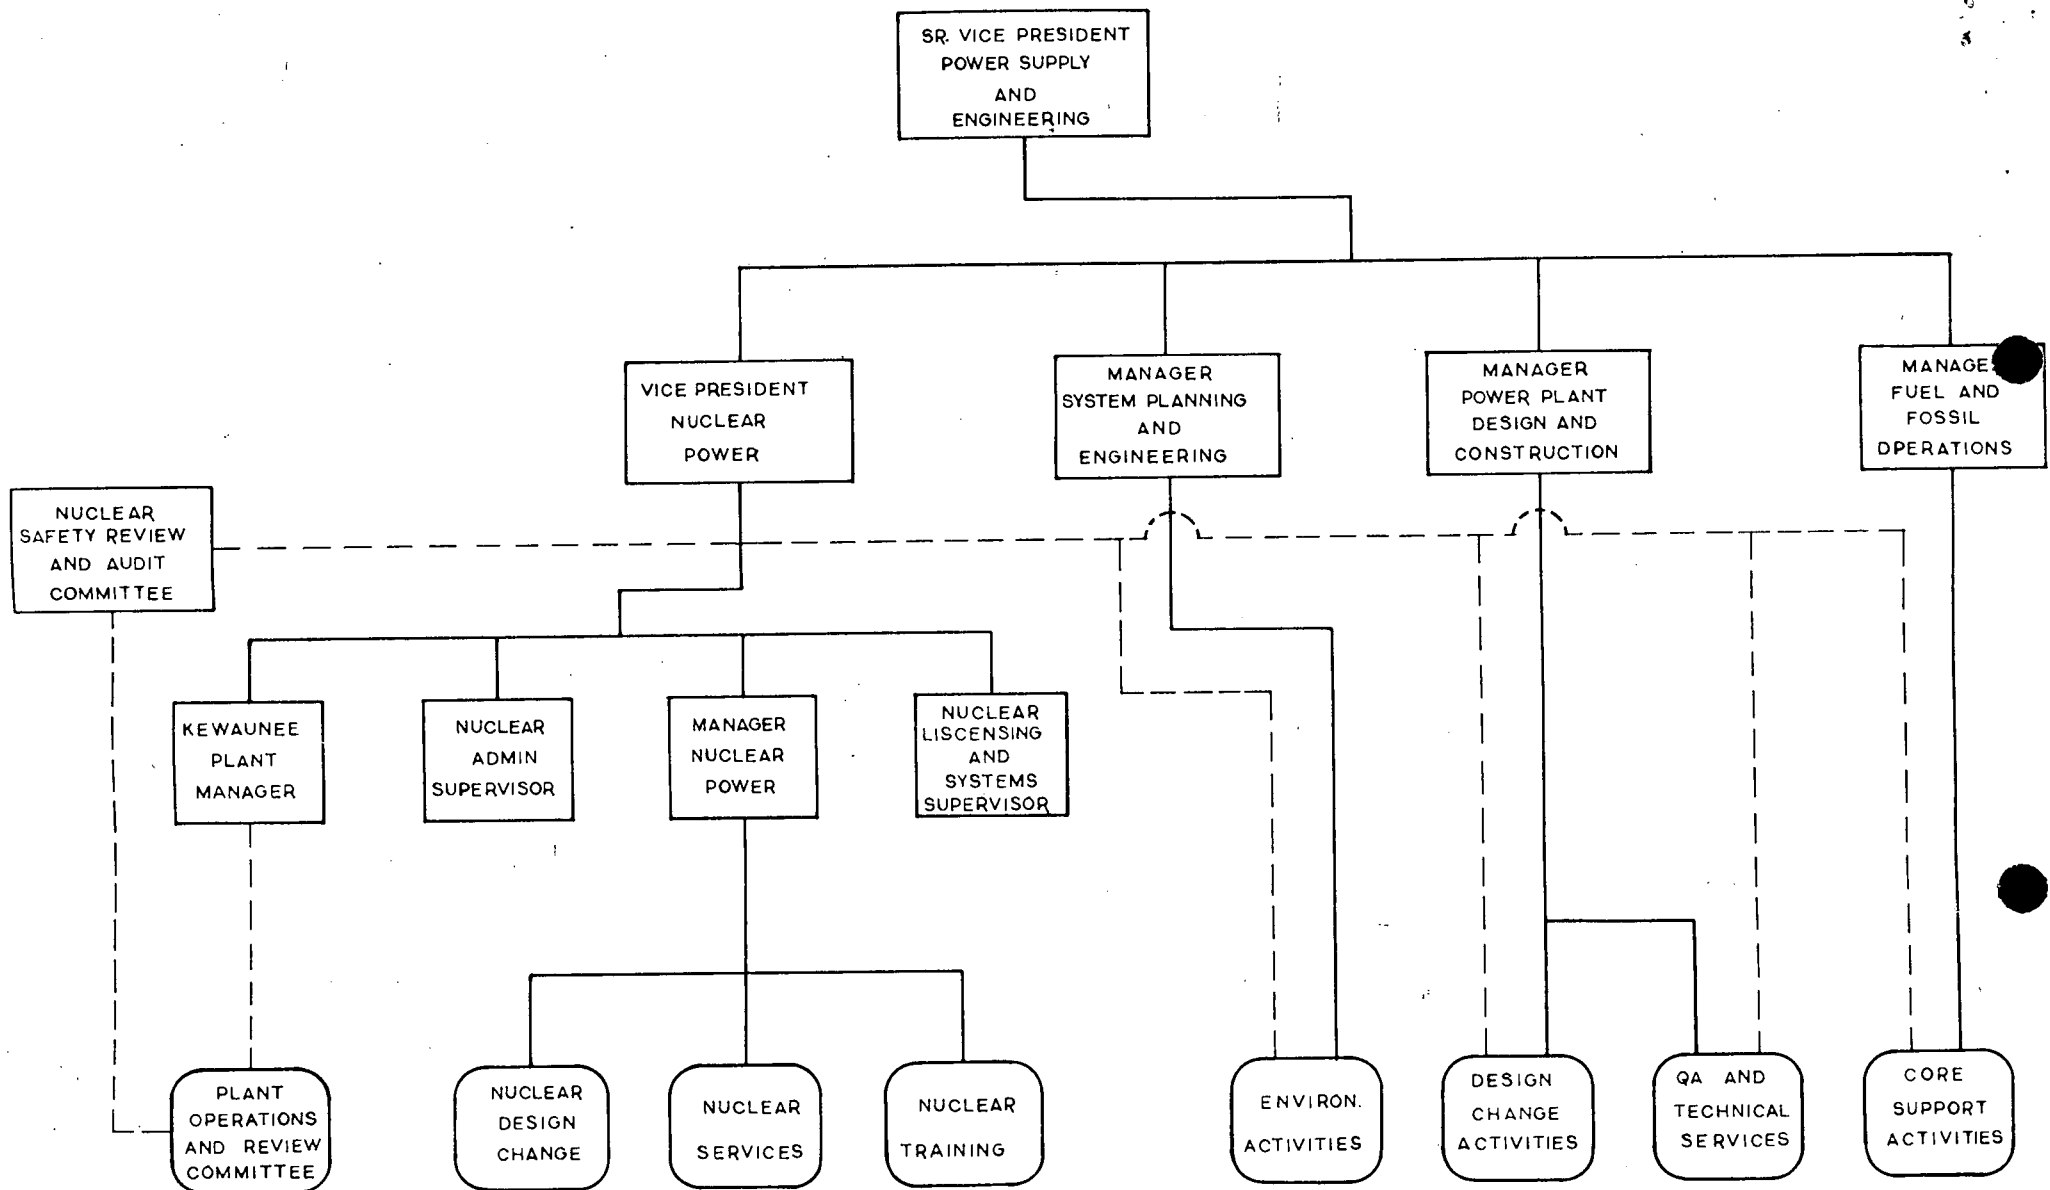 SR. VICE PRESIDENT
POWER SUPPLY
AND
ENGINEERING
VICE PRESIDENT
NUCLEAR
POWER
MANAGER
SYSTEM PLANNING
AND
ENGINEERING
MANAGER
POWER PLANT
DESIGN AND
CONSTRUCTION
MANAGE
FUEL AND
FOSSIL
OPERATIONS
NUCLEAR
SAFETY REVIEW
AND AUDIT
COMMITTEE
KEWAUNEE
PLANT
MANAGER
NUCLEAR
ADMIN
SUPERVISOR
MANAGER
NUCLEAR
POWER
NUCLEAR
LISCENSING
AND
SYSTEMS
SUPERVISOR
PLANT
OPERATIONS
AND REVIEW
COMMITTEE
NUCLEAR
DESIGN
CHANGE
NUCLEAR
SERVICES
NUCLEAR
TRAINING
ENVIRON.
ACTIVITIES
DESIGN
CHANGE
ACTIVITIES
QA AND
TECHNICAL
SERVICES
CORE
SUPPORT
ACTIVITIES